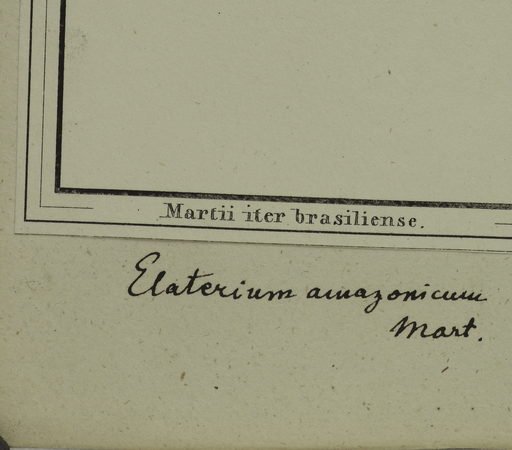 Martii iter brasiliense.
Elaterium amazonicum
Mart.